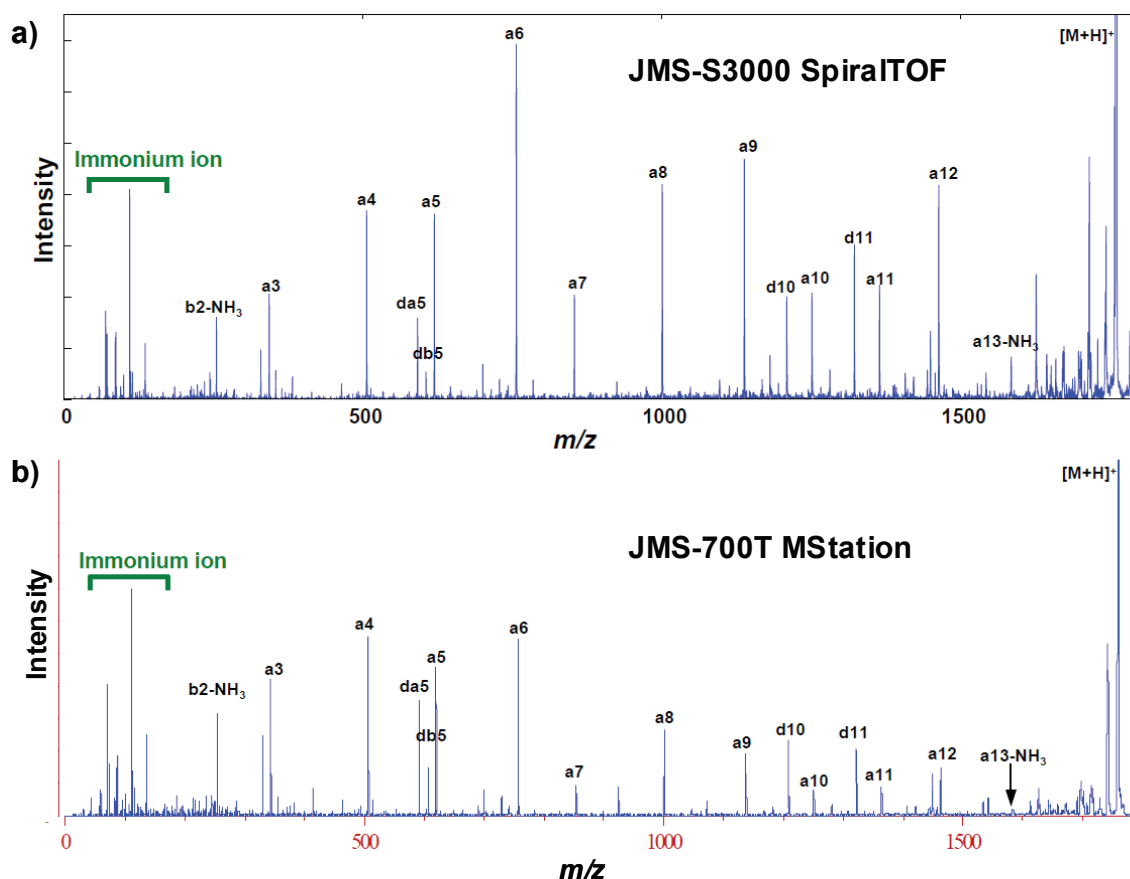 a)
JMS-S3000 SpiralTOF
[M+H]⁺
Immonium ion
b2-NH₃
a3
a4
da5
db5
a5
a6
a7
a8
a9
d10
a10
d11
a11
a12
a13-NH₃
Intensity
0 500 1000 1500
m/z
b)
JMS-700T MStation
[M+H]⁺
Immonium ion
b2-NH₃
a3
a4
da5
db5
a5
a6
a7
a8
a9
d10
a10
d11
a11
a12
a13-NH₃
Intensity
0 500 1000 1500
m/z